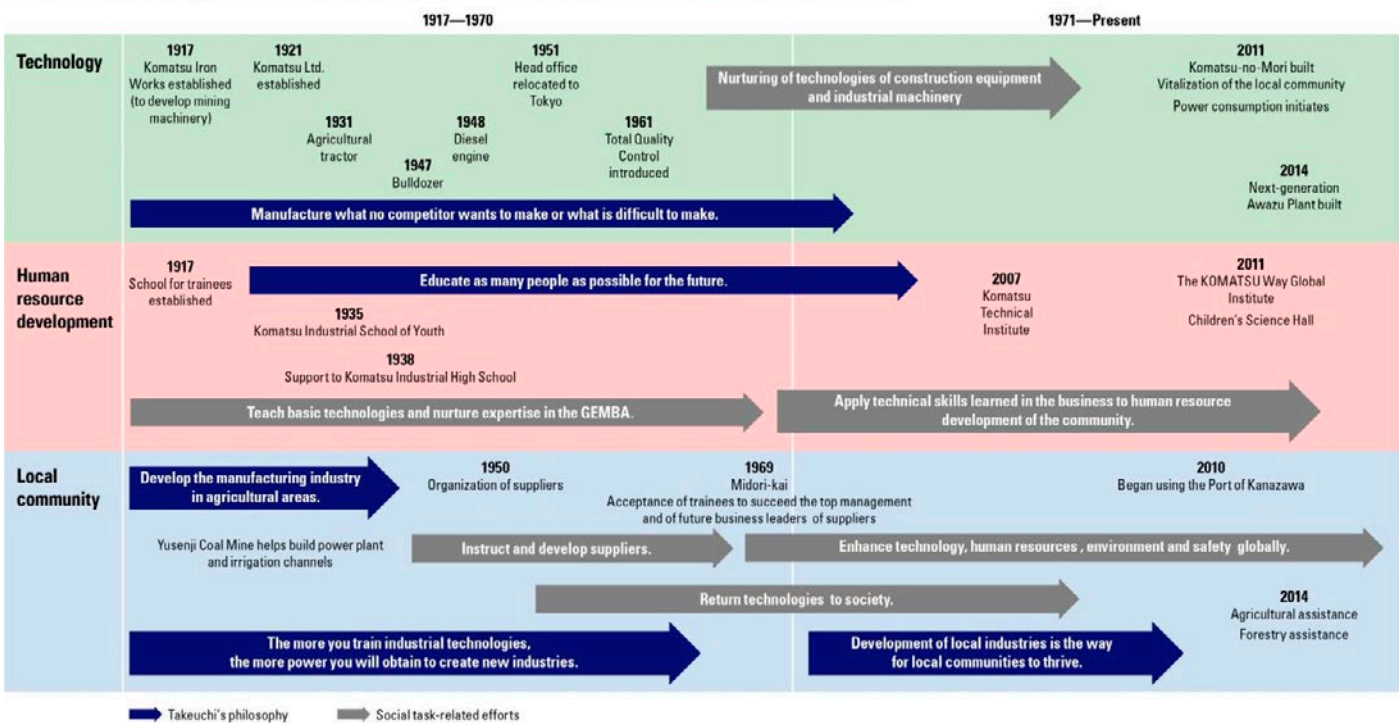 1917—1970
1971—Present
Technology
1917
Komatsu Iron
Works established
(to develop mining
machinery)
1921
Komatsu Ltd.
established
1931
Agricultural
tractor
1947
Bulldozer
1948
Diesel
engine
1951
Head office
relocated to
Tokyo
1961
Total Quality
Control
introduced
Nurturing of technologies of construction equipment
and industrial machinery
2011
Komatsu-no-Mori built
Vitalization of the local community
Power consumption initiates
2014
Next-generation
Awazu Plant built
Manufacture what no competitor wants to make or what is difficult to make.
Human
resource
development
1917
School for trainees
established
Educate as many people as possible for the future.
1935
Komatsu Industrial School of Youth
1938
Support to Komatsu Industrial High School
2007
Komatsu
Technical
Institute
2011
The KOMATSU Way Global
Institute
Children's Science Hall
Teach basic technologies and nurture expertise in the GEMBA.
Apply technical skills learned in the business to human resource
development of the community.
Local
community
Develop the manufacturing industry
in agricultural areas.
1950
Organization of suppliers
1969
Midori-kai
Acceptance of trainees to succeed the top management
and of future business leaders of suppliers
2010
Began using the Port of Kanazawa
Yusenji Coal Mine helps build power plant
and irrigation channels
Instruct and develop suppliers.
Enhance technology, human resources , environment and safety globally.
Return technologies to society.
2014
Agricultural assistance
Forestry assistance
The more you train industrial technologies,
the more power you will obtain to create new industries.
Development of local industries is the way
for local communities to thrive.
Takeuchi's philosophy
Social task-related efforts